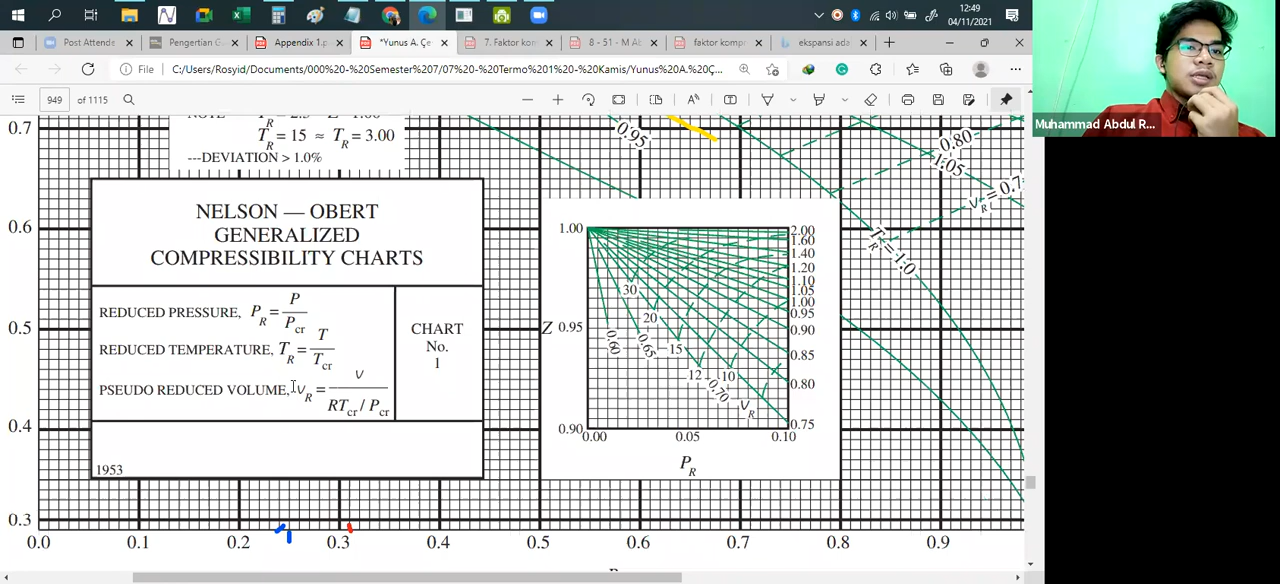 12:49
04/11/2021
Post Attende
Pengertian G
Appendix 1.p
*Yunus A. Çe
7. Faktor kon
8 - 51 - M Ab
faktor kompr
ekspansi ada
File
C:/Users/Rosyid/Documents/000%20-%20Semester%207/07%20-%20Termo%201%20-%20Kamis/Yunus%20A.%20Ç...
949 of 1115
Muhammad Abdul R...
T_R = 15 ≈ T_R = 3.00
---DEVIATION > 1.0%
NELSON — OBERT
GENERALIZED
COMPRESSIBILITY CHARTS
REDUCED PRESSURE, P_R = P / P_cr
REDUCED TEMPERATURE, T_R = T / T_cr
PSEUDO REDUCED VOLUME, v_R = v / RT_cr / P_cr
CHART
No.
1
1953
0.7
0.6
0.5
0.4
0.3
0.0 0.1 0.2 0.3 0.4 0.5 0.6 0.7 0.8 0.9
0.95
0.80
1.05
v_R = 0.7
T_R = 1.0
1.00
Z 0.95
0.90
0.00 0.05 0.10
P_R
2.00
1.60
1.40
1.20
1.10
1.05
1.00
0.95
0.90
0.85
0.80
0.75
30
20
15
12
10
0.60
0.65
0.70
v_R